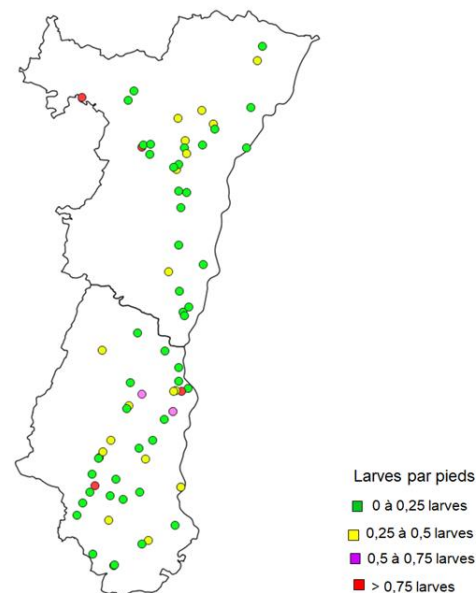 Larves par pieds
0 à 0,25 larves
0,25 à 0,5 larves
0,5 à 0,75 larves
> 0,75 larves